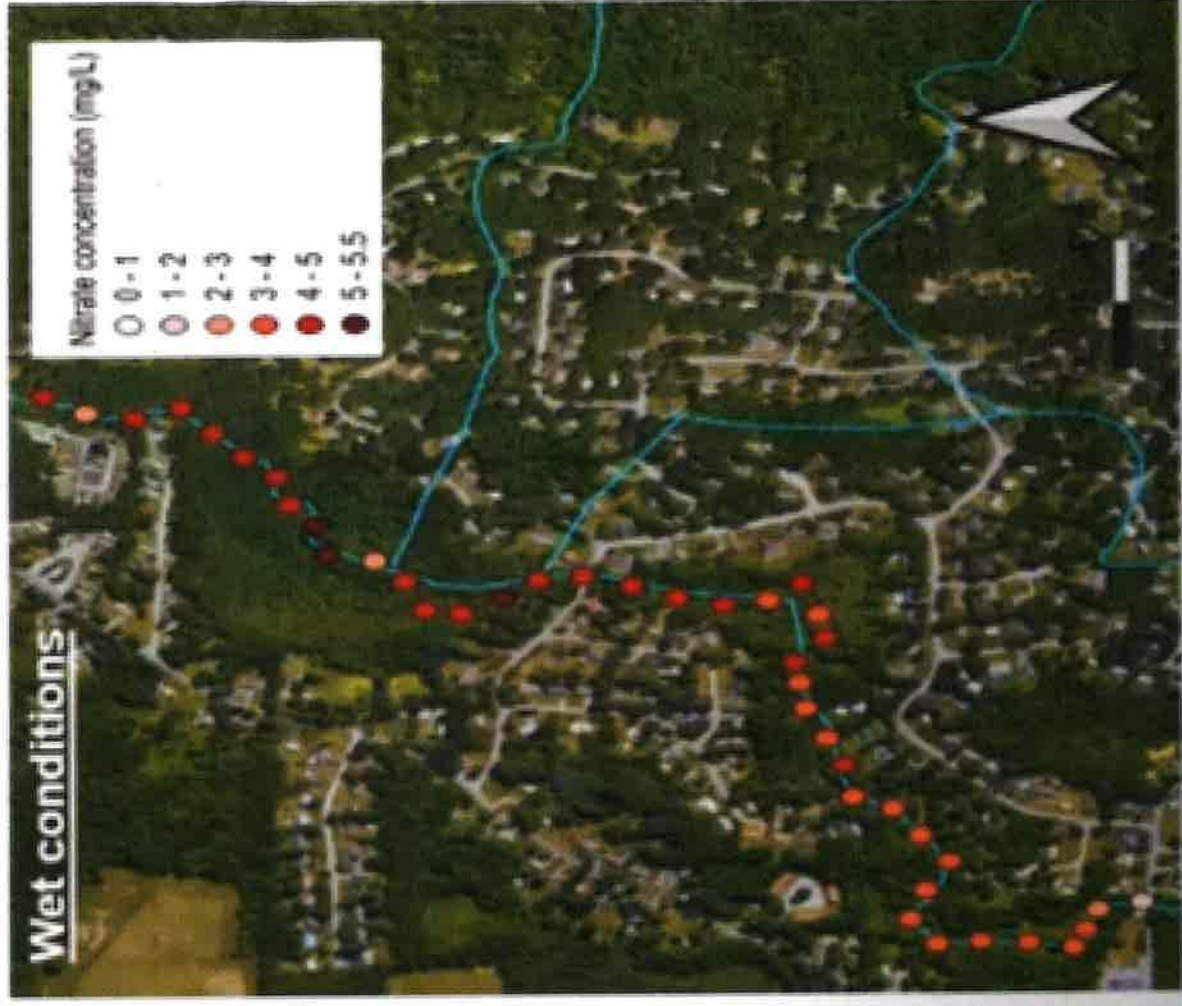 Wet conditions
Nitrate concentration (mg/L)
0 - 1
1 - 2
2 - 3
3 - 4
4 - 5
5 - 5.5